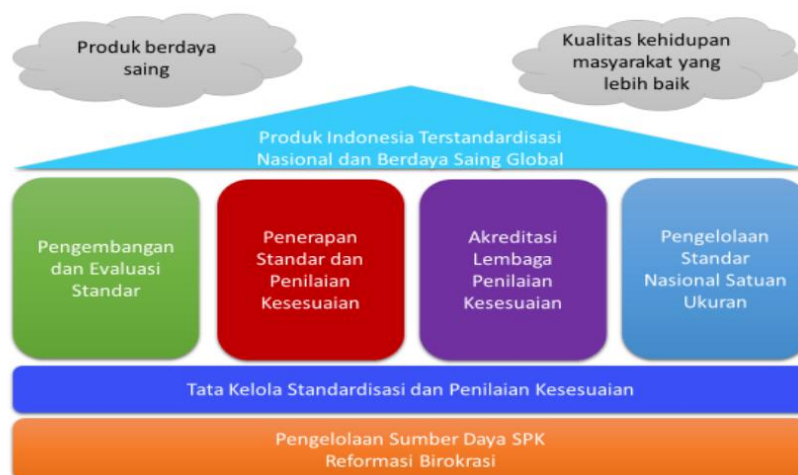 Produk berdaya
saing
Kualitas kehidupan
masyarakat yang
lebih baik
Produk Indonesia Terstandardisasi
Nasional dan Berdaya Saing Global
Pengembangan
dan Evaluasi
Standar
Penerapan
Standar dan
Penilaian
Kesesuaian
Akreditasi
Lembaga
Penilaian
Kesesuaian
Pengelolaan
Standar
Nasional Satuan
Ukuran
Tata Kelola Standardisasi dan Penilaian Kesesuaian
Pengelolaan Sumber Daya SPK
Reformasi Birokrasi